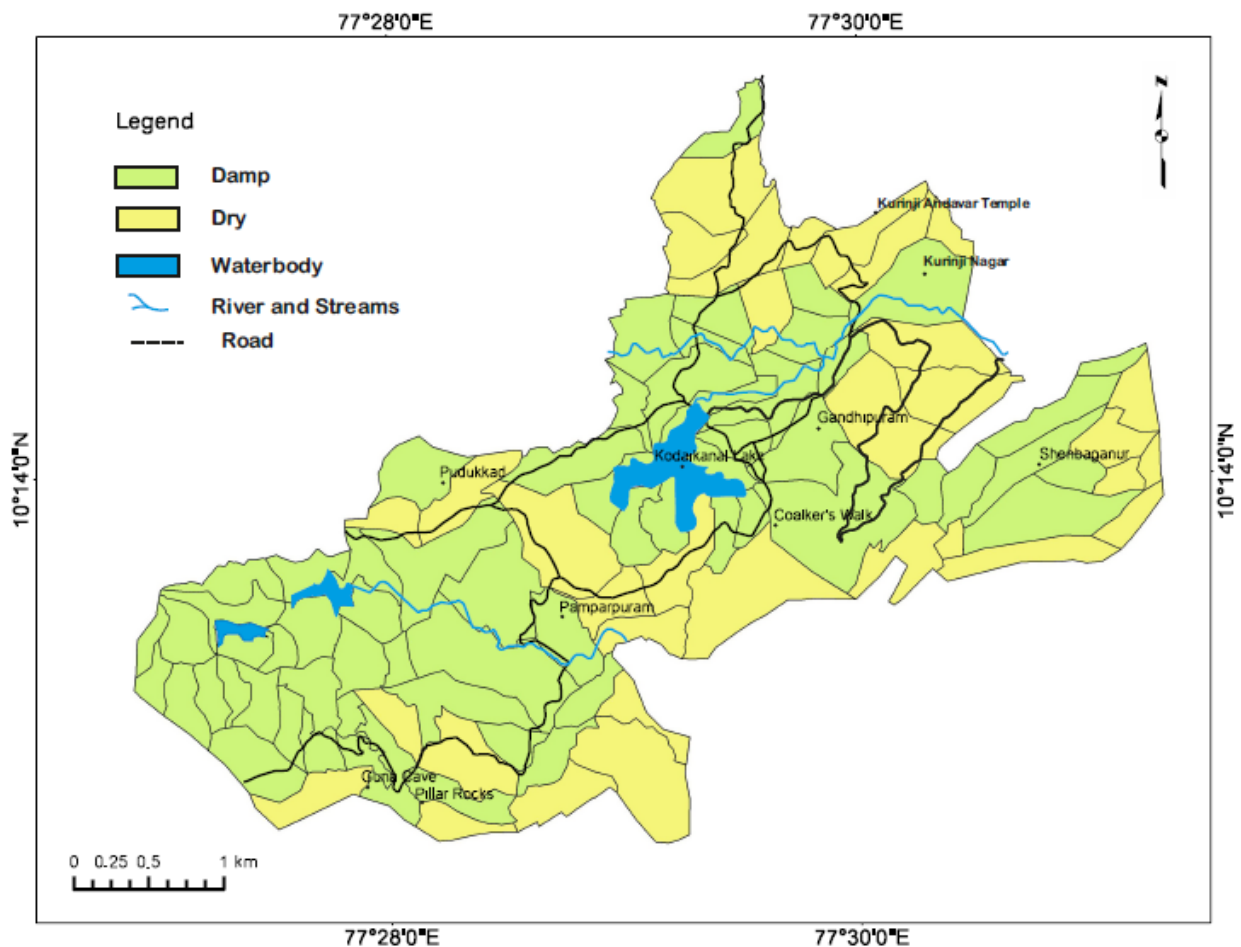 77°28'0"E 77°30'0"E
Legend
Damp
Dry
Waterbody
River and Streams
Road
N
Kurinji Andavar Temple
Kurinji Nagar
Gandhipuram
Shenbaganur
Kodaikanal Lake
Pudukkad
Coalker's Walk
Pamparpuram
Guna Cave
Pillar Rocks
10°14'0"N
10°14'0"N
0 0.25 0.5 1 km
77°28'0"E 77°30'0"E